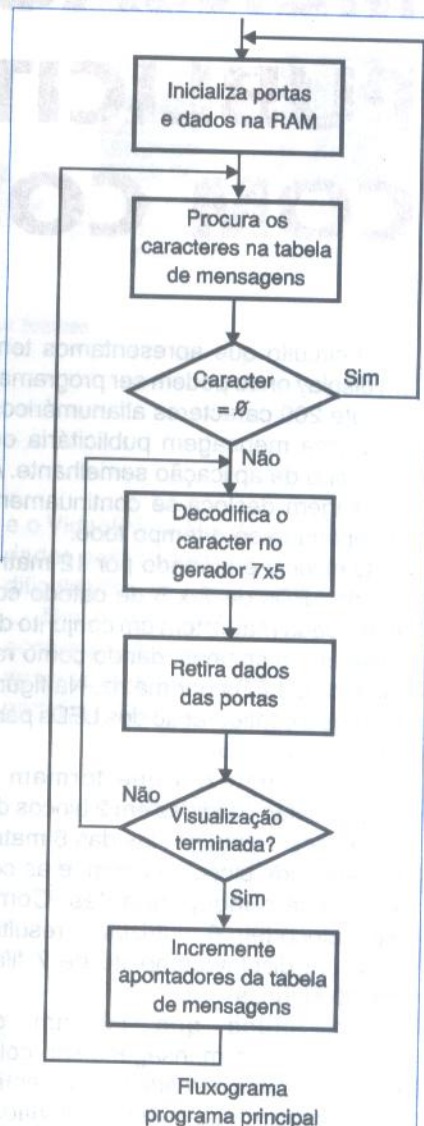 Inicializa portas
e dados na RAM
Procura os
caracteres na tabela
de mensagens
Caracter
= Ø
Sim
Não
Decodifica o
caracter no
gerador 7x5
Retira dados
das portas
Não
Visualização
terminada?
Sim
Incremente
apontadores da tabela
de mensagens
Fluxograma
programa principal